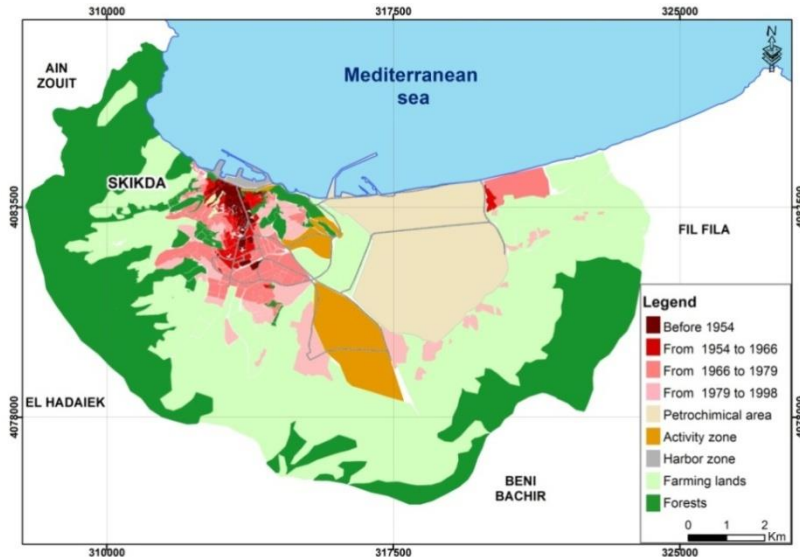 310000
317500
325000
N
AIN
ZOUIT
Mediterranean
sea
SKIKDA
4083500
FIL FILA
Legend
Before 1954
From 1954 to 1966
From 1966 to 1979
From 1979 to 1998
Petrochimical area
Activity zone
Harbor zone
Farming lands
Forests
EL HADAIEK
4078000
BENI
BACHIR
0 1 2
Km
310000
317500
325000